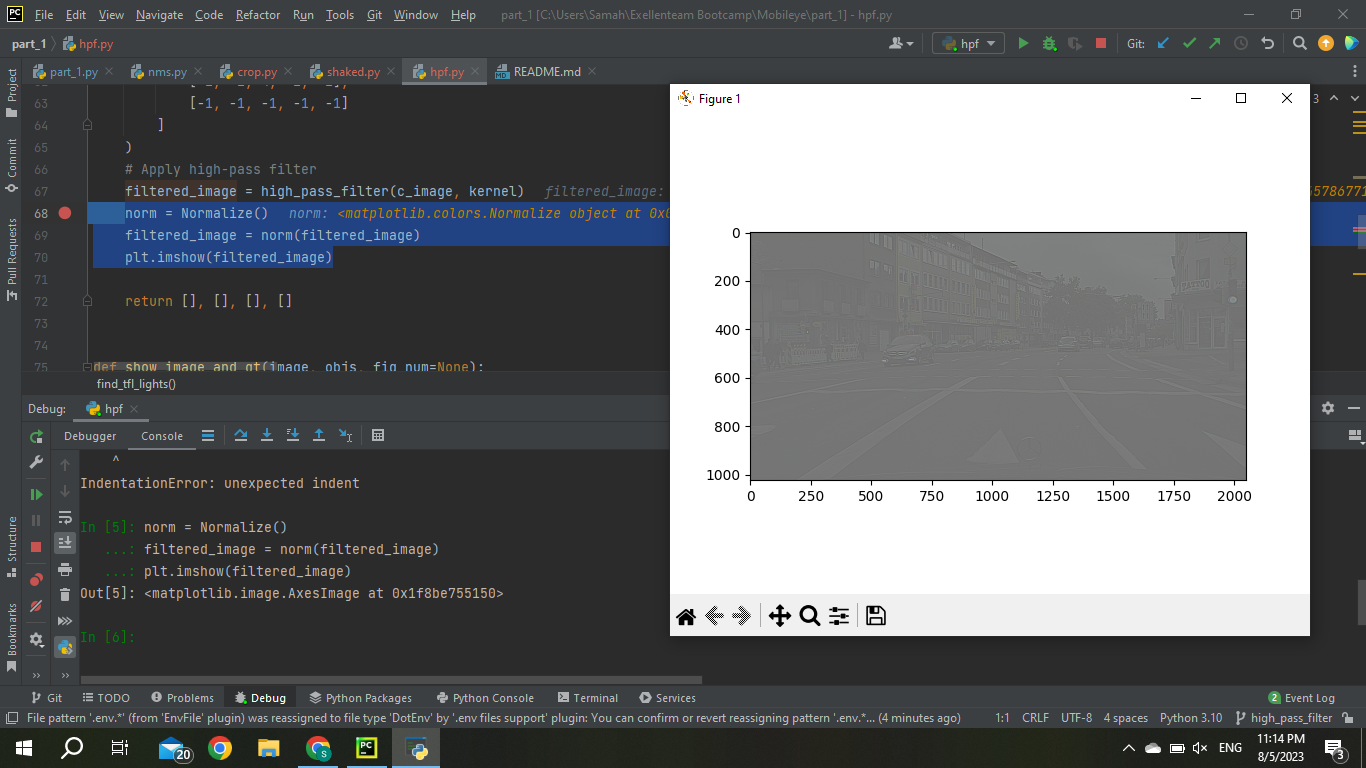 File Edit View Navigate Code Refactor Run Tools Git Window Help part_1 [C:\Users\Samah\Exellenteam Bootcamp\Mobileye\part_1] - hpf.py
part_1 hpf.py hpf Git:
part_1.py nms.py crop.py shaked.py hpf.py README.md
Project
Commit
Pull Requests
Structure
Bookmarks
63 [-1, -1, -1, -1, -1]
64 ]
65 )
66 # Apply high-pass filter
67 filtered_image = high_pass_filter(c_image, kernel) filtered_image: 5786771
68 norm = Normalize() norm: <matplotlib.colors.Normalize object at
69 filtered_image = norm(filtered_image)
70 plt.imshow(filtered_image)
71
72 return [], [], [], []
73
74
75 def show_image_and_gt(image, objs, fig_num=None):
find_tfl_lights()
Debug: hpf
Debugger Console
^
IndentationError: unexpected indent
In [5]: norm = Normalize()
...: filtered_image = norm(filtered_image)
...: plt.imshow(filtered_image)
Out[5]: <matplotlib.image.AxesImage at 0x1f8be755150>
In [6]:
Figure 1
3
0
200
400
600
800
1000
0 250 500 750 1000 1250 1500 1750 2000
Git TODO Problems Debug Python Packages Python Console Terminal Services 2 Event Log
File pattern '.env.*' (from 'EnvFile' plugin) was reassigned to file type 'DotEnv' by '.env files support' plugin: You can confirm or revert reassigning pattern '.env.*... (4 minutes ago) 1:1 CRLF UTF-8 4 spaces Python 3.10 high_pass_filter
20 ENG 11:14 PM
8/5/2023 3